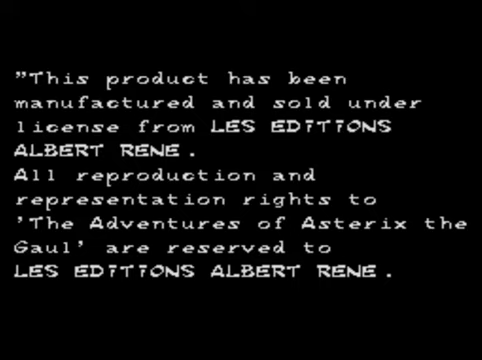 "This product has been
manufactured and sold under
license from LES EDITIONS
ALBERT RENE.
All reproduction and
representation rights to
'The Adventures of Asterix the
Gaul' are reserved to
LES EDITIONS ALBERT RENE.